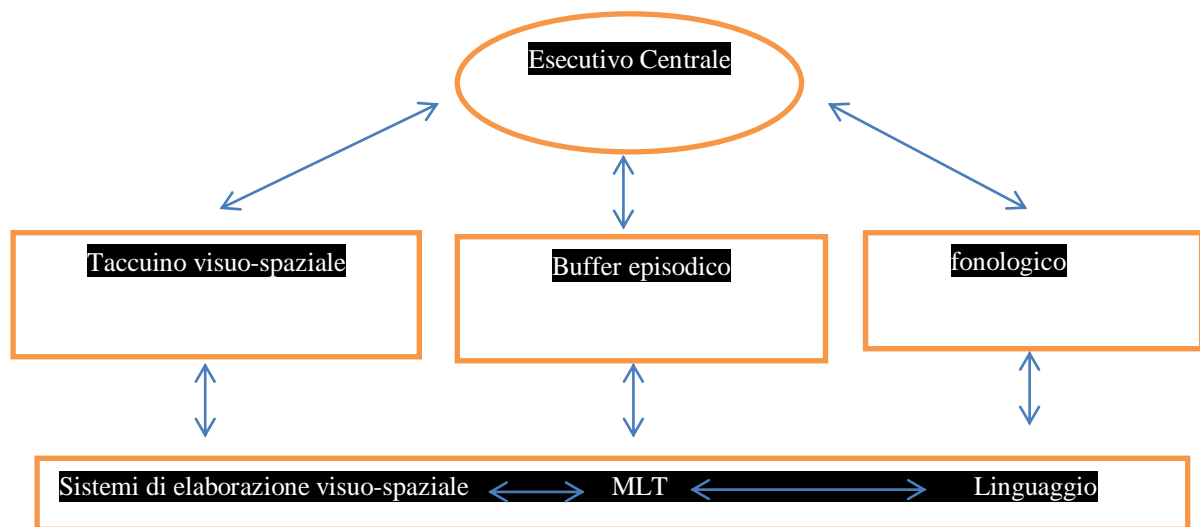 Esecutivo Centrale
Taccuino visuo-spaziale
Buffer episodico
fonologico
Sistemi di elaborazione visuo-spaziale MLT Linguaggio